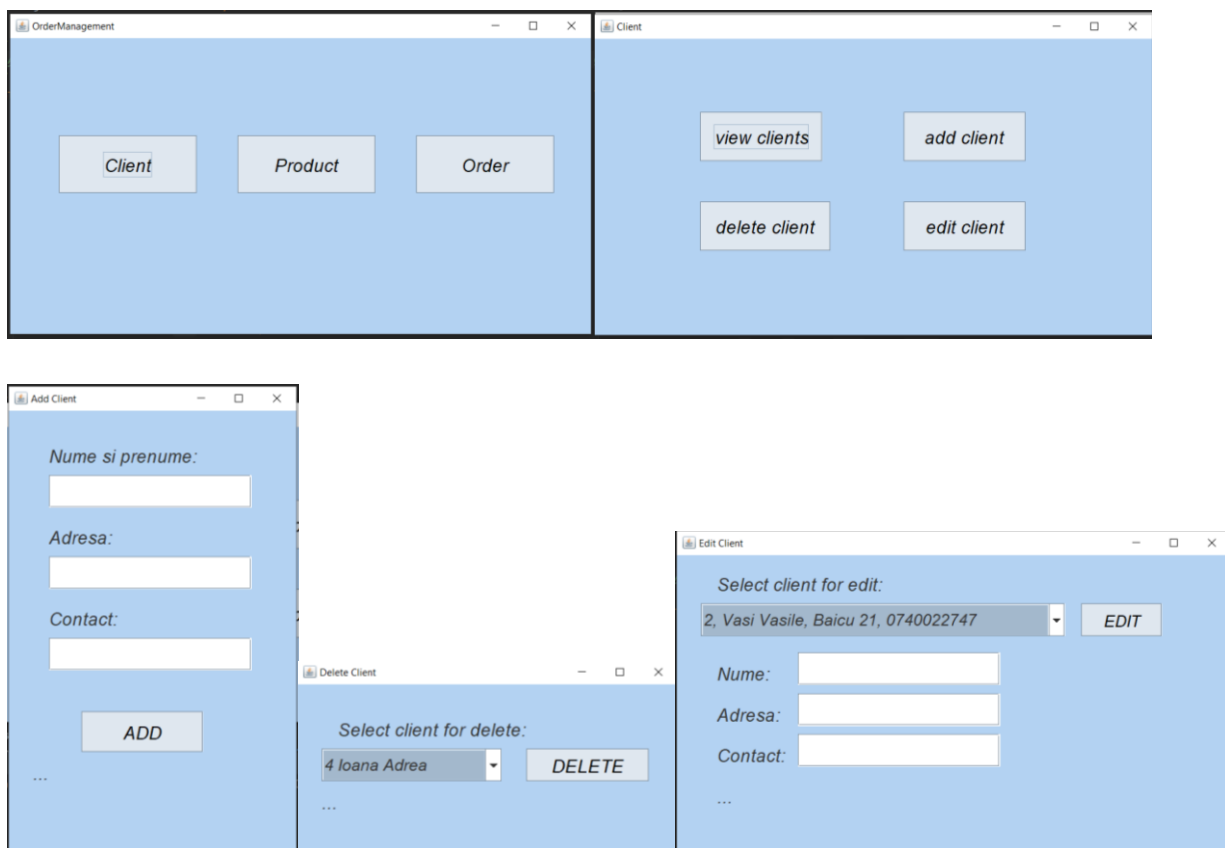 OrderManagement
Client
Product
Order
Client
view clients
add client
delete client
edit client
Add Client
Nume si prenume:
Adresa:
Contact:
ADD
...
Delete Client
Select client for delete:
4 Ioana Adrea
DELETE
...
Edit Client
Select client for edit:
2, Vasi Vasile, Baicu 21, 0740022747
EDIT
Nume:
Adresa:
Contact:
...